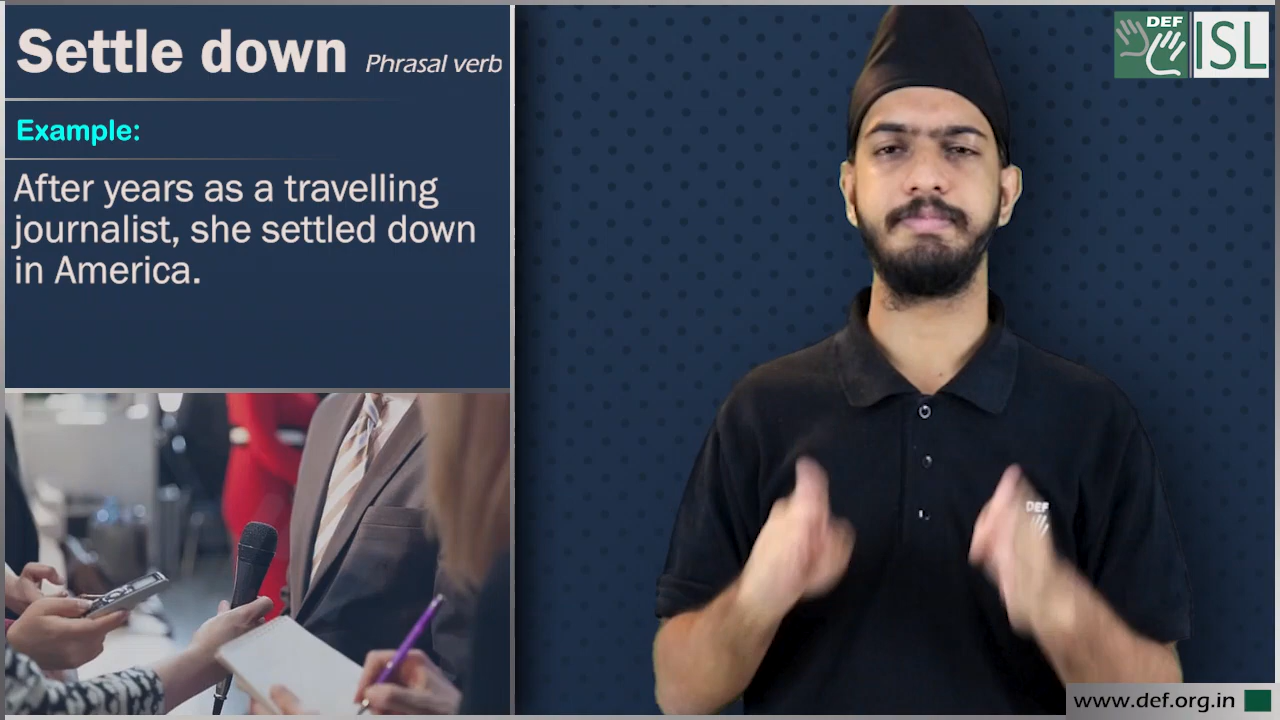 Settle down Phrasal verb
Example:
After years as a travelling
journalist, she settled down
in America.
DEF
ISL
DEF
www.def.org.in